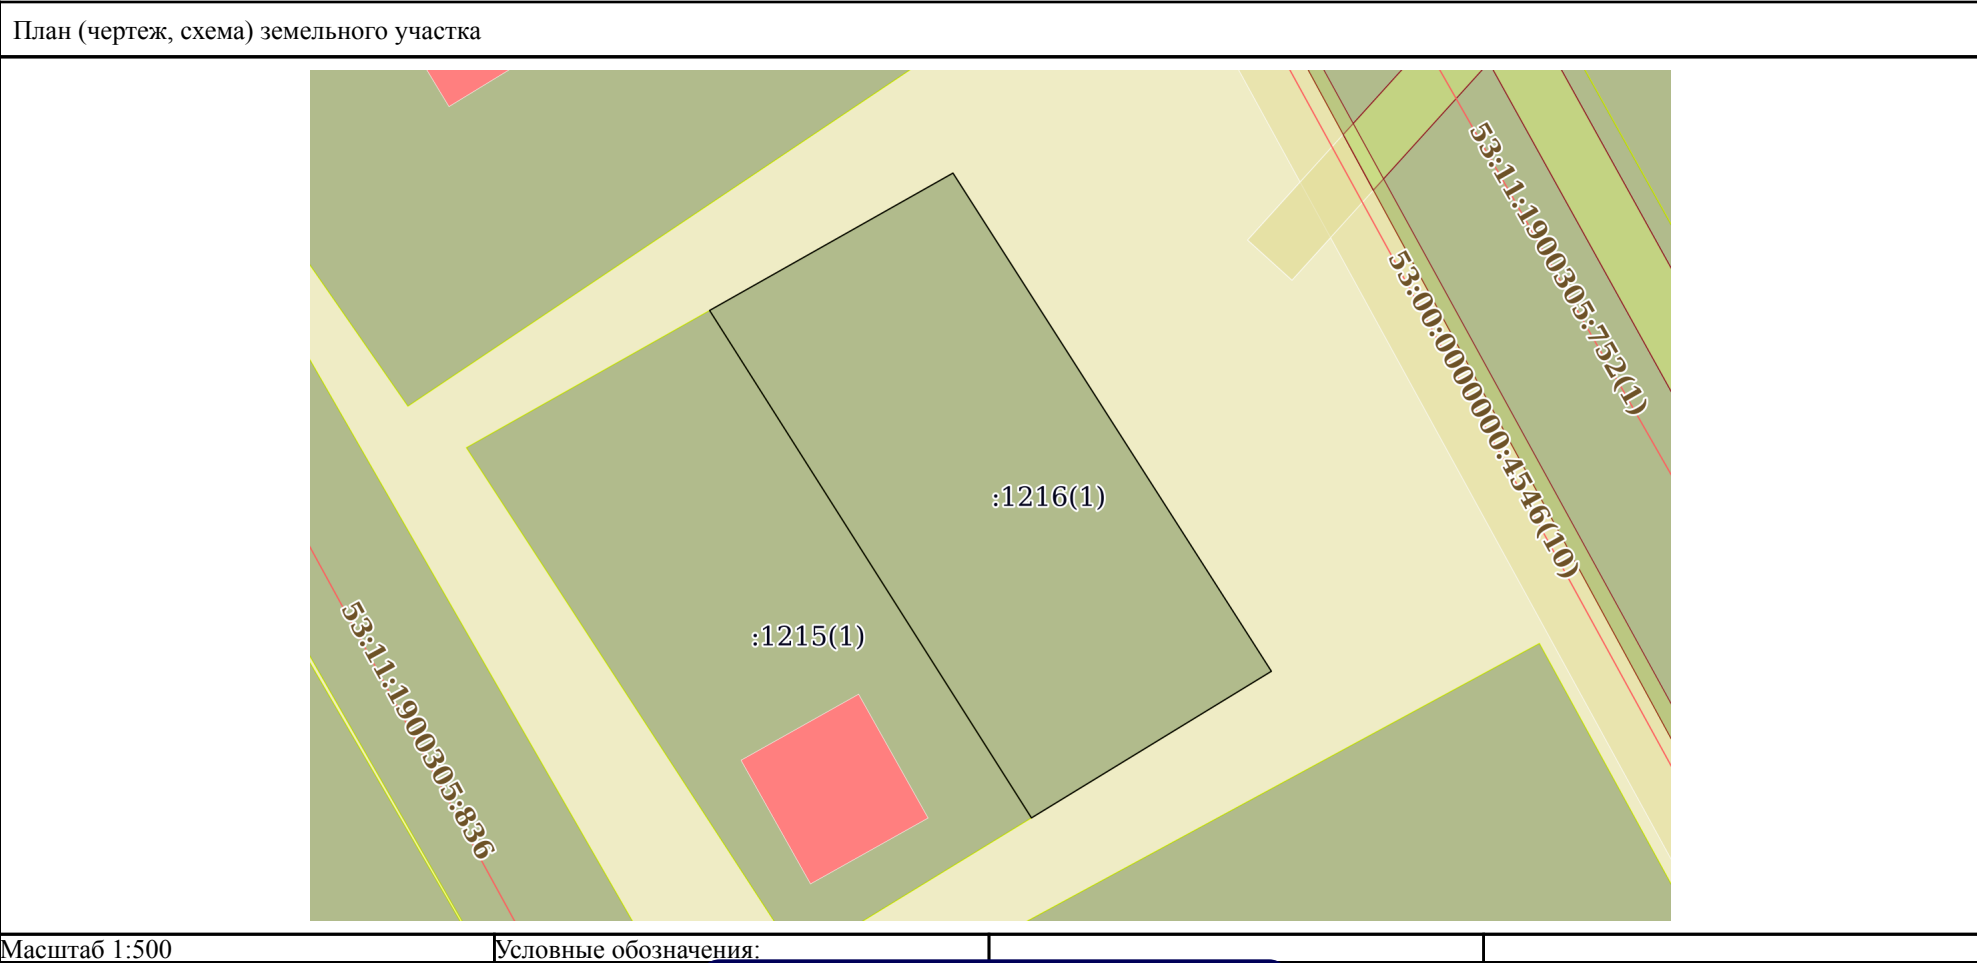 План (чертеж, схема) земельного участка
53:11:190305:752(1)
53:00:0000000:4546(10)
:1216(1)
:1215(1)
53:11:1900305:836
Масштаб 1:500
Условные обозначения: